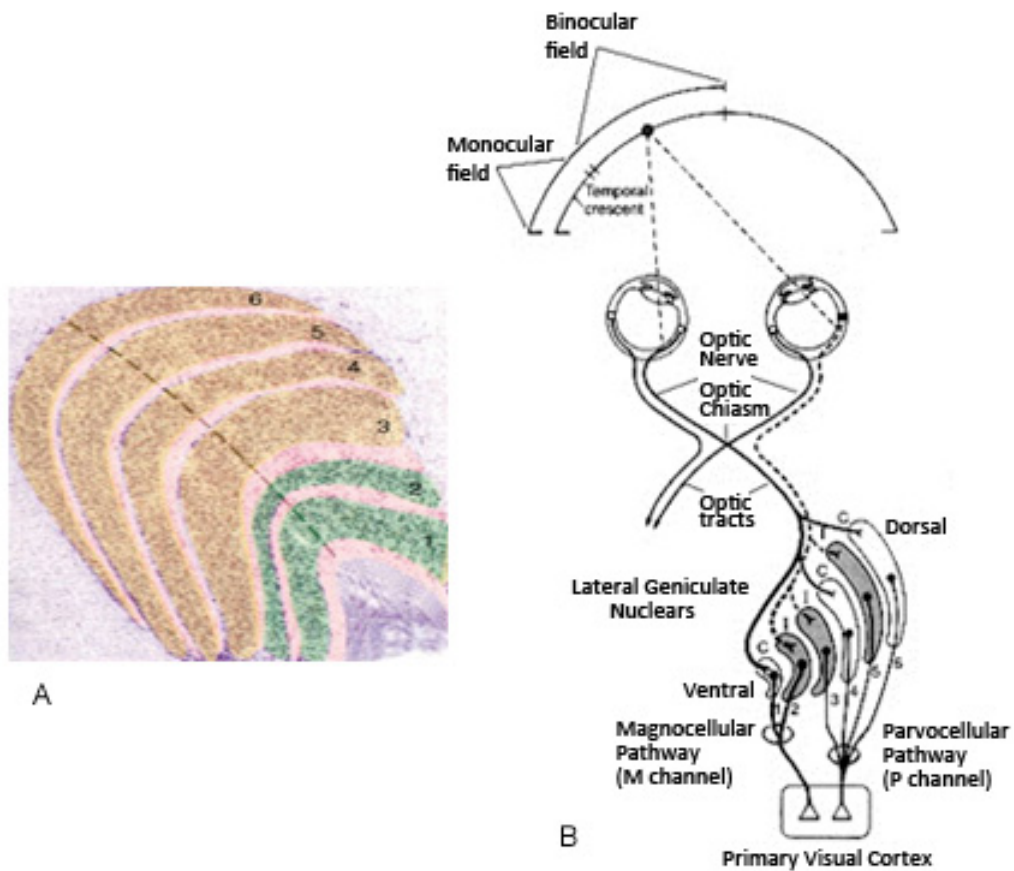 Binocular
field
Monocular
field
Temporal
crescent
6
5
4
3
2
1
A
Optic
Nerve
Optic
Chiasm
Optic
tracts
C
Dorsal
I
C
Lateral Geniculate
Nuclears
I
I
C
Ventral
1
2
3
4
5
6
Magnocellular
Pathway
(M channel)
Parvocellular
Pathway
(P channel)
B
Primary Visual Cortex